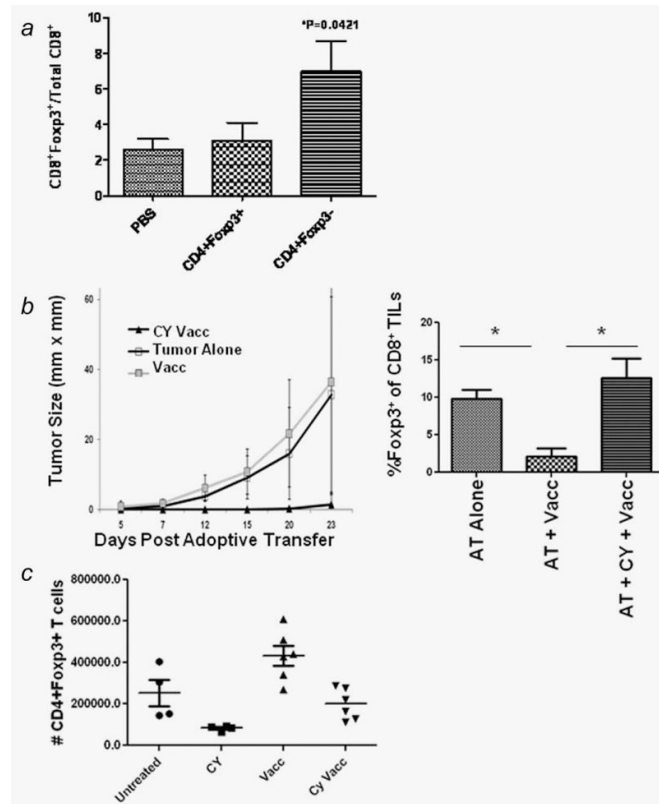 a
*P=0.0421
CD8+Foxp3+/Total CD8+
10
8
6
4
2
0
PBS
CD4+Foxp3+
CD4+Foxp3-
b
Tumor Size (mm x mm)
60
40
20
0
CY Vacc
Tumor Alone
Vacc
5 7 12 15 20 23
Days Post Adoptive Transfer
%Foxp3+ of CD8+ TILs
20
15
10
5
0
* *
AT Alone
AT + Vacc
AT + CY + Vacc
c
# CD4+Foxp3+ T cells
800000.0
600000.0
400000.0
200000.0
0.0
Untreated
CY
Vacc
Cy Vacc